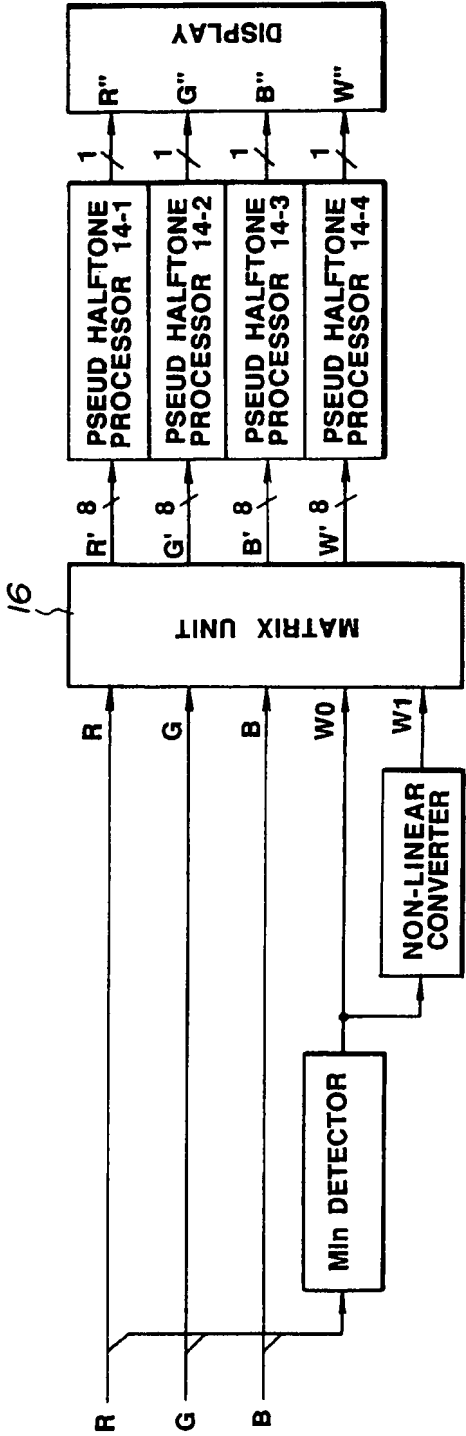 R
G
B
Min DETECTOR
NON-LINEAR
CONVERTER
R
G
B
W0
W1
16
MATRIX UNIT
R' 8
G' 8
B' 8
W' 8
PSEUD HALFTONE
PROCESSOR 14-1
PSEUD HALFTONE
PROCESSOR 14-2
PSEUD HALFTONE
PROCESSOR 14-3
PSEUD HALFTONE
PROCESSOR 14-4
1
1
1
1
R"
G"
B"
W"
DISPLAY